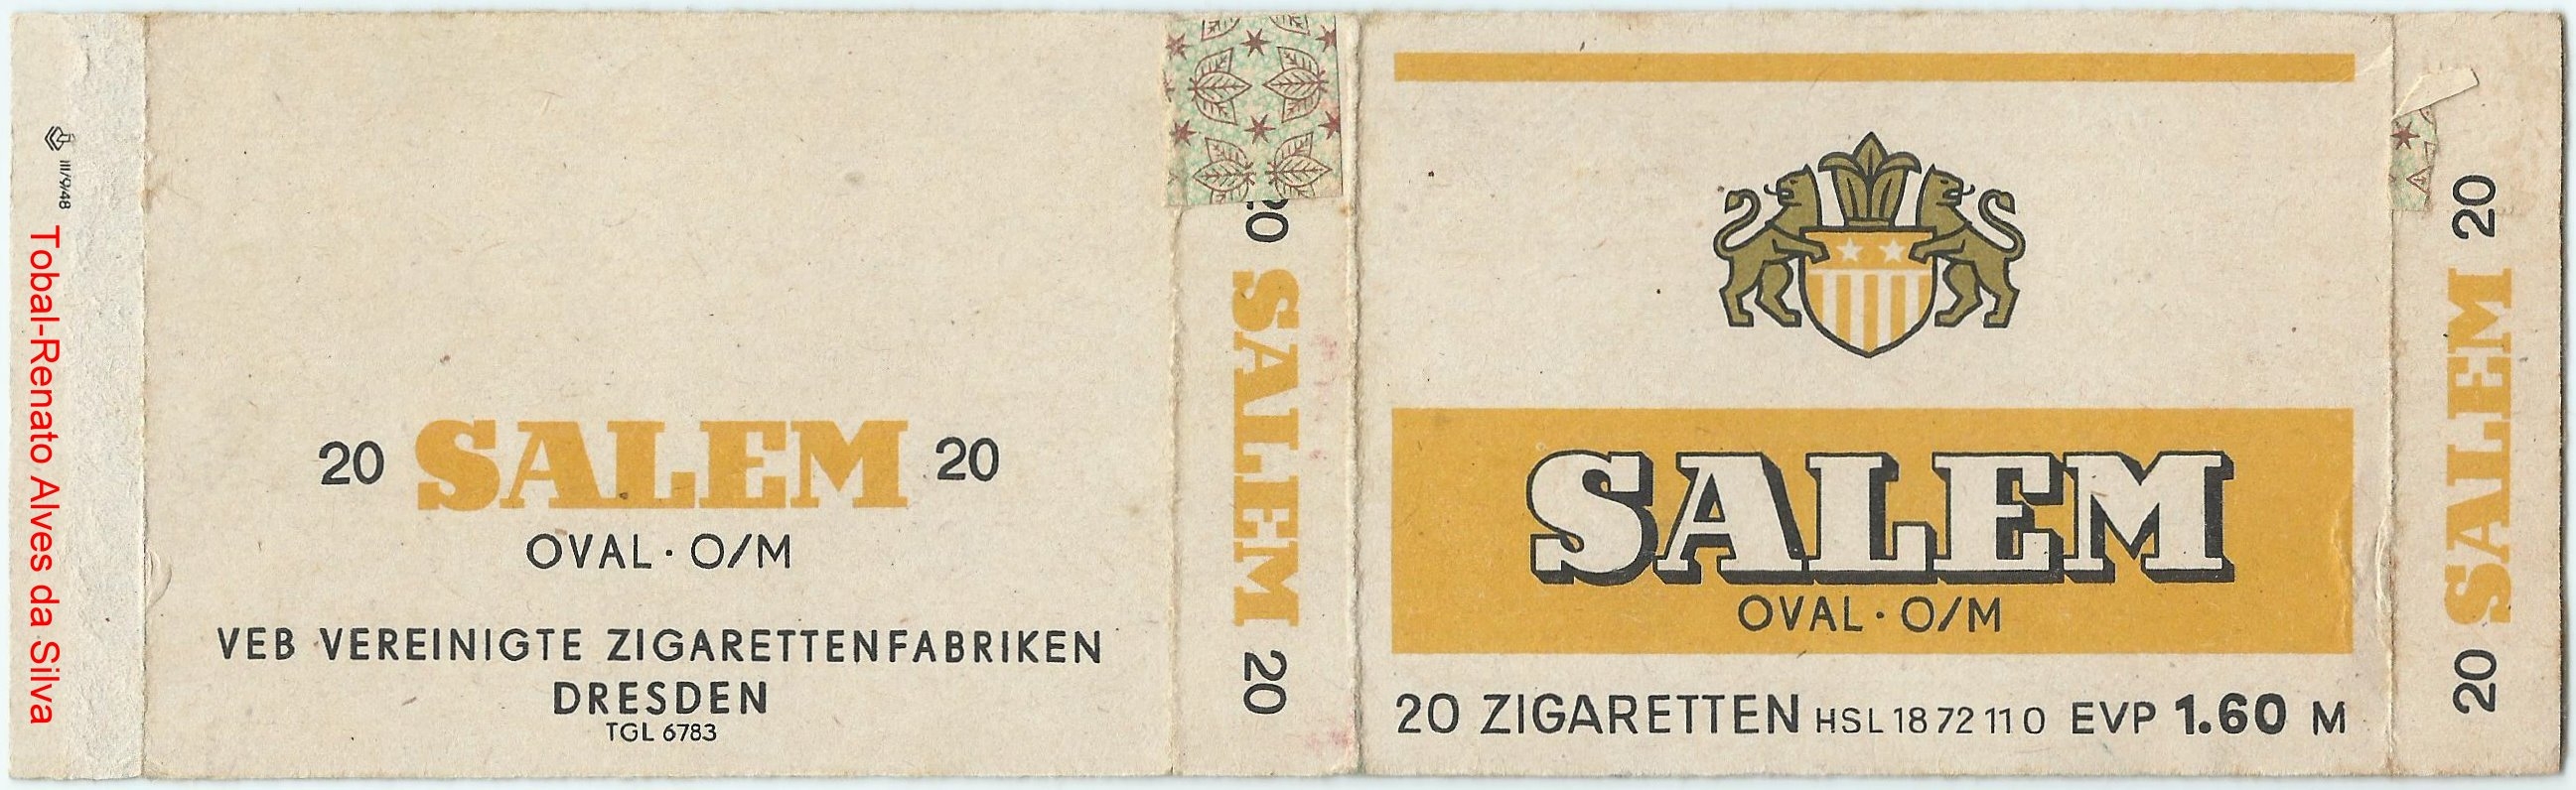 III/9/48
Tobal-Renato Alves da Silva
20 SALEM 20
OVAL · O/M
VEB VEREINIGTE ZIGARETTENFABRIKEN
DRESDEN
TGL 6783
20 SALEM 20
SALEM
OVAL · O/M
20 ZIGARETTEN HSL 18 72 11 0 EVP 1.60 M
20 SALEM 20